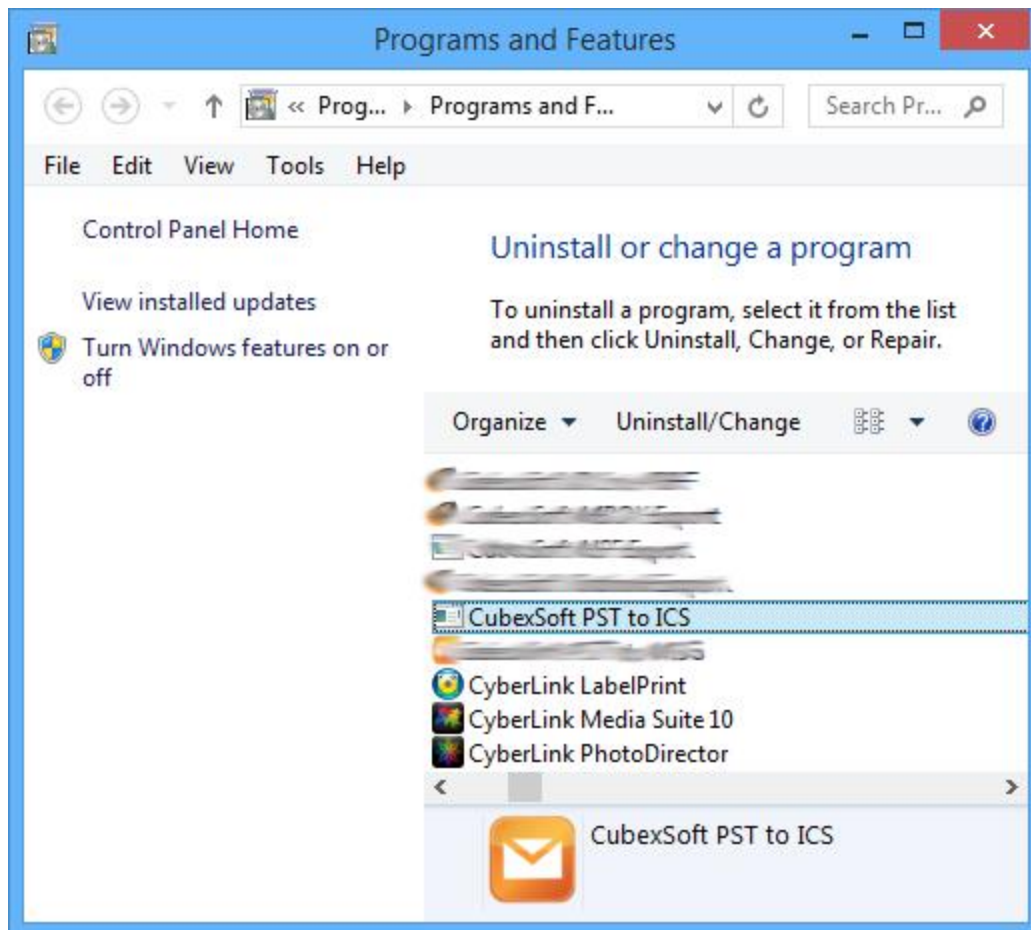 Programs and Features
« Prog... Programs and F...
Search Pr...
File Edit View Tools Help
Control Panel Home
View installed updates
Turn Windows features on or
off
Uninstall or change a program
To uninstall a program, select it from the list
and then click Uninstall, Change, or Repair.
Organize Uninstall/Change
CubexSoft PST to ICS
CyberLink LabelPrint
CyberLink Media Suite 10
CyberLink PhotoDirector
CubexSoft PST to ICS